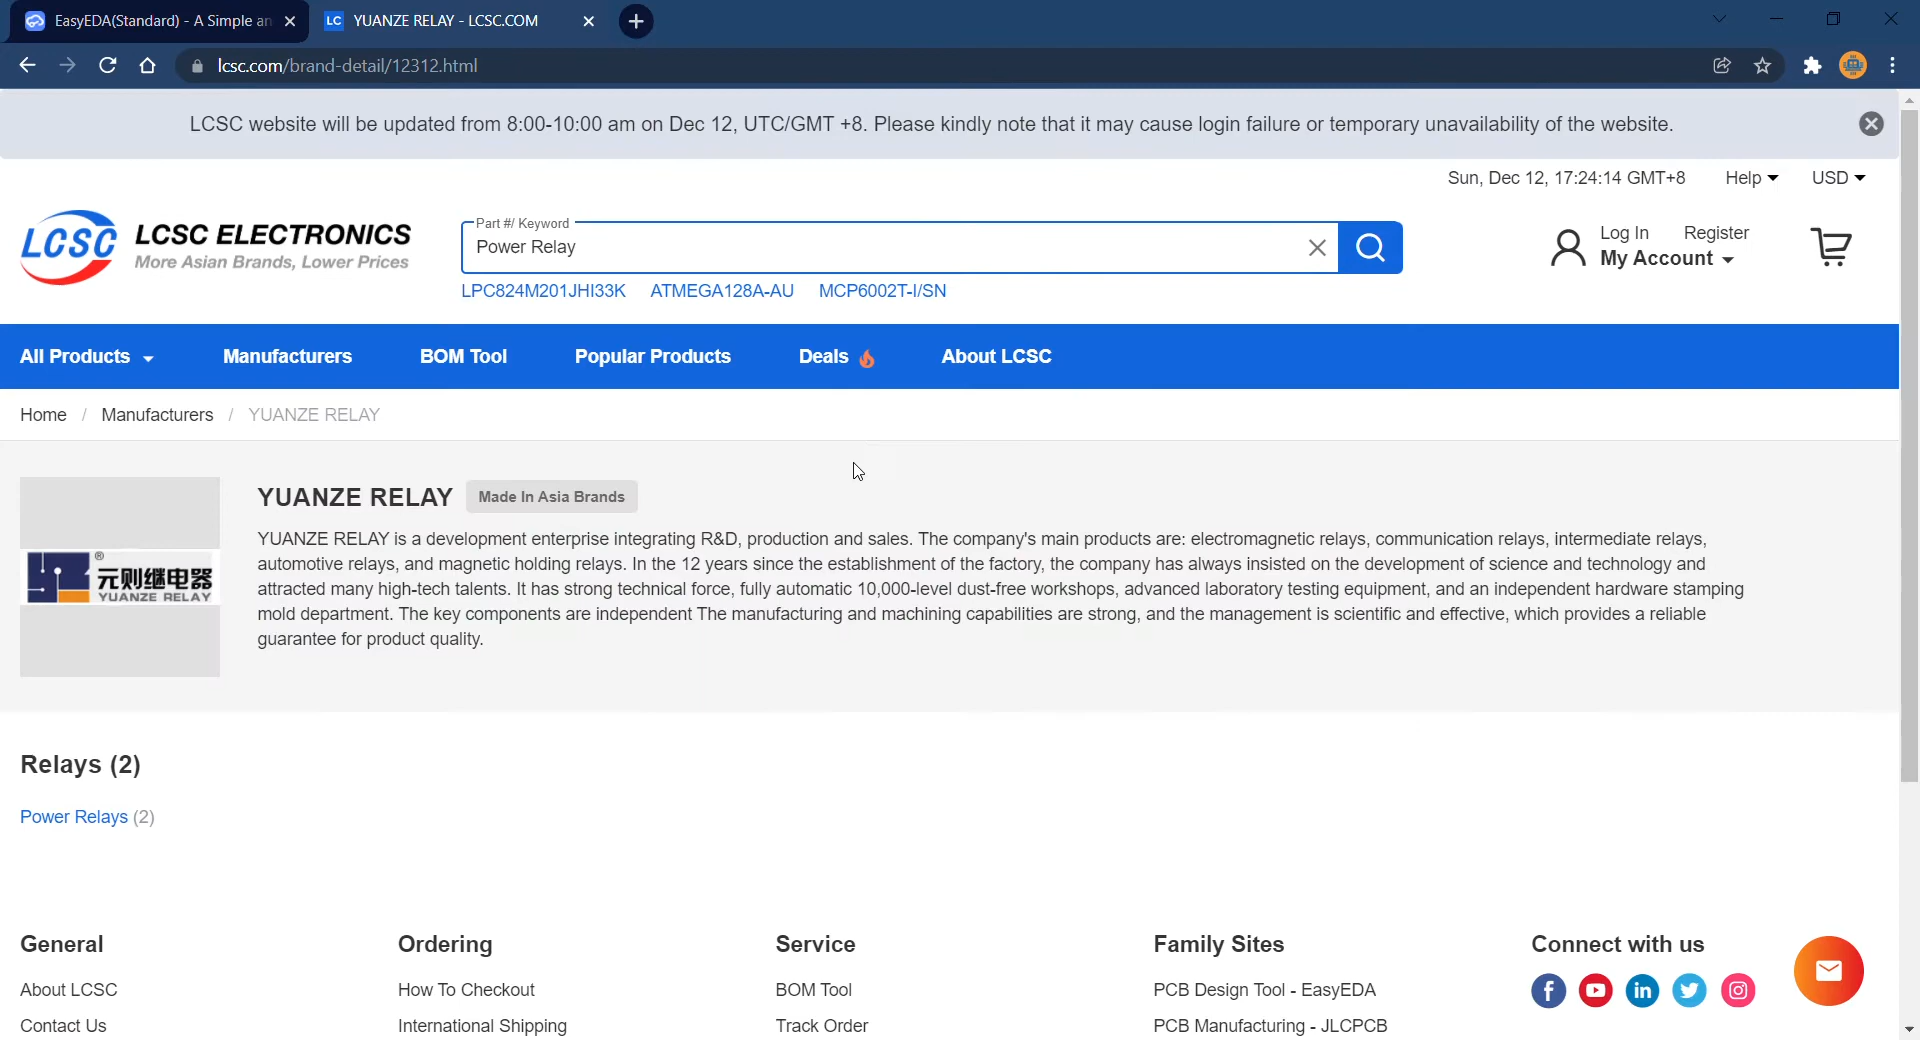 EasyEDA(Standard) - A Simple an
LC YUANZE RELAY - LCSC.COM
lcsc.com/brand-detail/12312.html
LCSC website will be updated from 8:00-10:00 am on Dec 12, UTC/GMT +8. Please kindly note that it may cause login failure or temporary unavailability of the website.
Sun, Dec 12, 17:24:14 GMT+8 Help USD
LCSC LCSC ELECTRONICS
More Asian Brands, Lower Prices
Part #/ Keyword
Power Relay
LPC824M201JHI33K ATMEGA128A-AU MCP6002T-I/SN
Log In Register
My Account
All Products Manufacturers BOM Tool Popular Products Deals About LCSC
Home / Manufacturers / YUANZE RELAY
元则继电器
YUANZE RELAY
®
YUANZE RELAY Made In Asia Brands
YUANZE RELAY is a development enterprise integrating R&D, production and sales. The company's main products are: electromagnetic relays, communication relays, intermediate relays,
automotive relays, and magnetic holding relays. In the 12 years since the establishment of the factory, the company has always insisted on the development of science and technology and
attracted many high-tech talents. It has strong technical force, fully automatic 10,000-level dust-free workshops, advanced laboratory testing equipment, and an independent hardware stamping
mold department. The key components are independent The manufacturing and machining capabilities are strong, and the management is scientific and effective, which provides a reliable
guarantee for product quality.
Relays (2)
Power Relays (2)
General Ordering Service Family Sites Connect with us
About LCSC How To Checkout BOM Tool PCB Design Tool - EasyEDA
Contact Us International Shipping Track Order PCB Manufacturing - JLCPCB